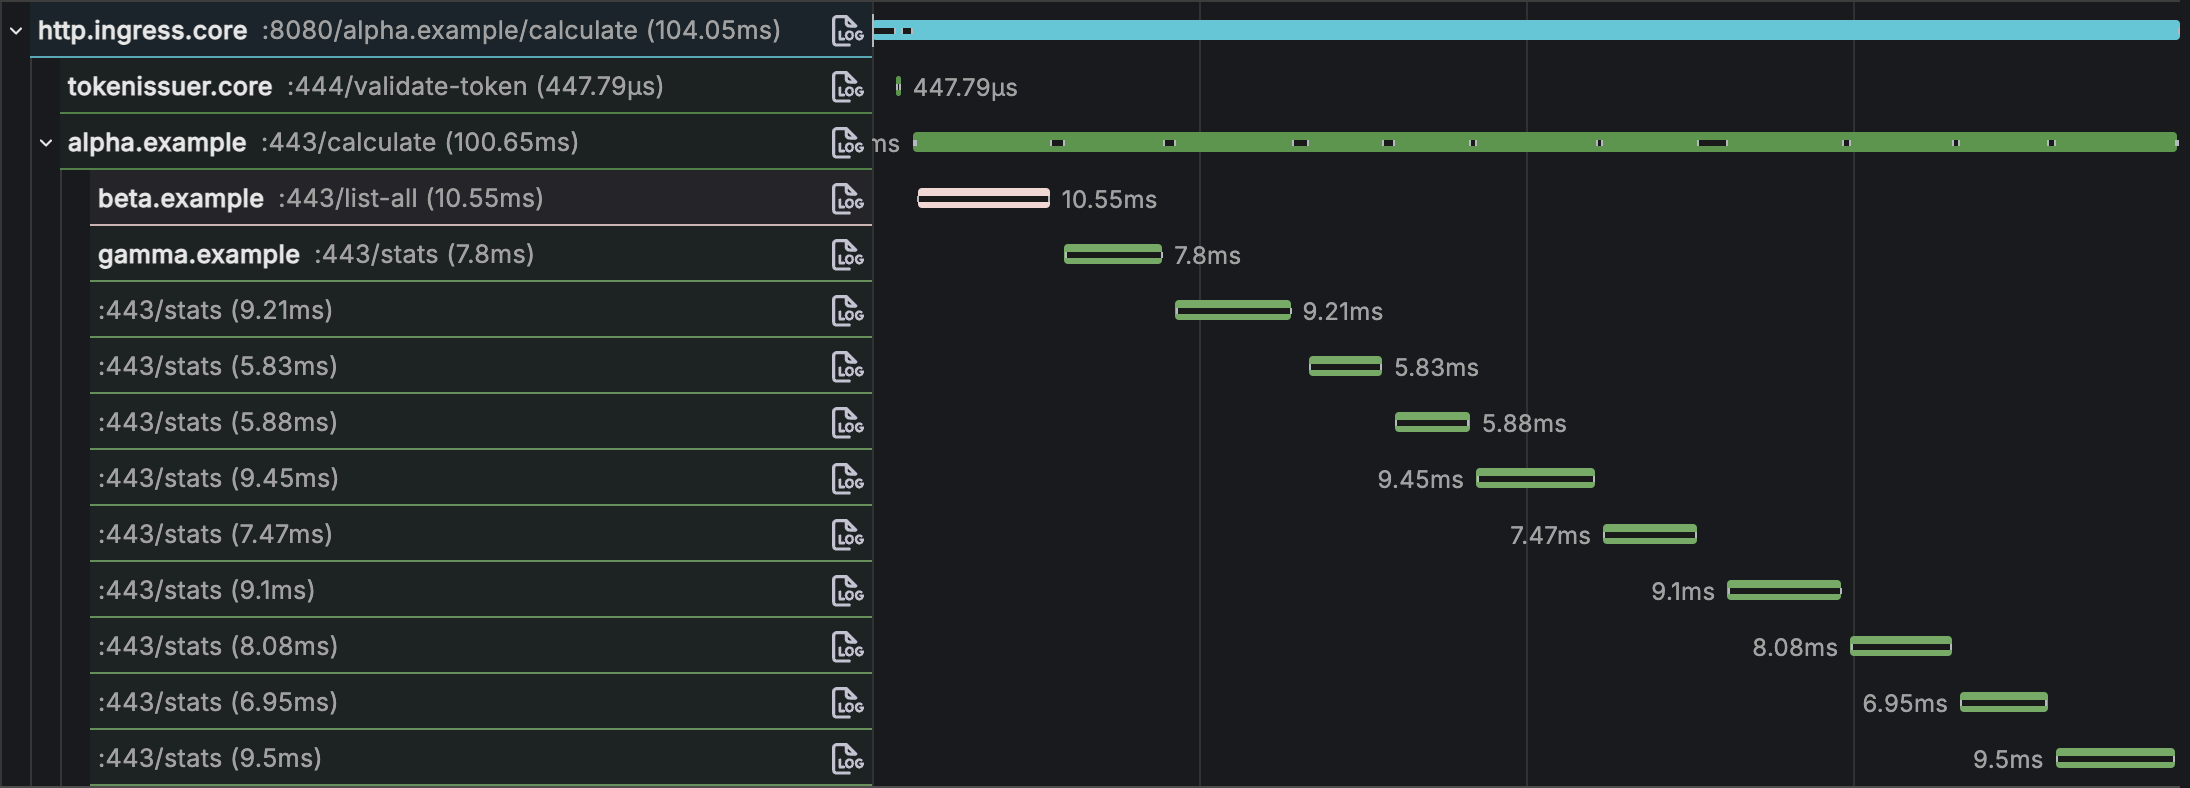 http.ingress.core :8080/alpha.example/calculate (104.05ms) LOG
tokenissuer.core :444/validate-token (447.79μs) LOG 447.79μs
alpha.example :443/calculate (100.65ms) LOG ms
beta.example :443/list-all (10.55ms) LOG 10.55ms
gamma.example :443/stats (7.8ms) LOG 7.8ms
:443/stats (9.21ms) LOG 9.21ms
:443/stats (5.83ms) LOG 5.83ms
:443/stats (5.88ms) LOG 5.88ms
:443/stats (9.45ms) LOG 9.45ms
:443/stats (7.47ms) LOG 7.47ms
:443/stats (9.1ms) LOG 9.1ms
:443/stats (8.08ms) LOG 8.08ms
:443/stats (6.95ms) LOG 6.95ms
:443/stats (9.5ms) LOG 9.5ms